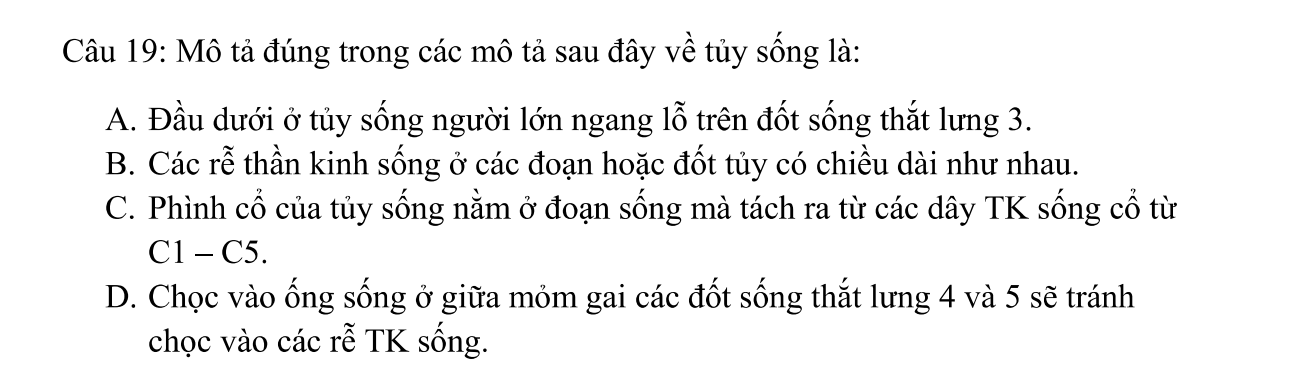 Câu 19: Mô tả đúng trong các mô tả sau đây về tủy sống là:
A. Đầu dưới ở tủy sống người lớn ngang lỗ trên đốt sống thắt lưng 3.
B. Các rễ thần kinh sống ở các đoạn hoặc đốt tủy có chiều dài như nhau.
C. Phình cổ của tủy sống nằm ở đoạn sống mà tách ra từ các dây TK sống cổ từ
C1 – C5.
D. Chọc vào ống sống ở giữa mỏm gai các đốt sống thắt lưng 4 và 5 sẽ tránh
chọc vào các rễ TK sống.